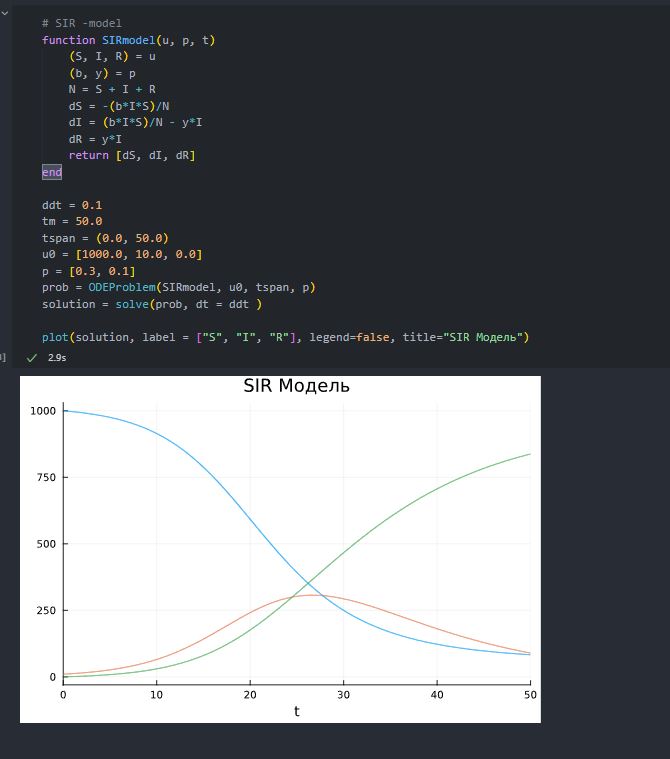 # SIR -model
function SIRmodel(u, p, t)
    (S, I, R) = u
    (b, y) = p
    N = S + I + R
    dS = -(b*I*S)/N
    dI = (b*I*S)/N - y*I
    dR = y*I
    return [dS, dI, dR]
end
ddt = 0.1
tm = 50.0
tspan = (0.0, 50.0)
u0 = [1000.0, 10.0, 0.0]
p = [0.3, 0.1]
prob = ODEProblem(SIRmodel, u0, tspan, p)
solution = solve(prob, dt = ddt )
plot(solution, label = ["S", "I", "R"], legend=false, title="SIR Модель")
✓ 2.9s
SIR Модель
1000
750
500
250
0
0 10 20 30 40 50
t